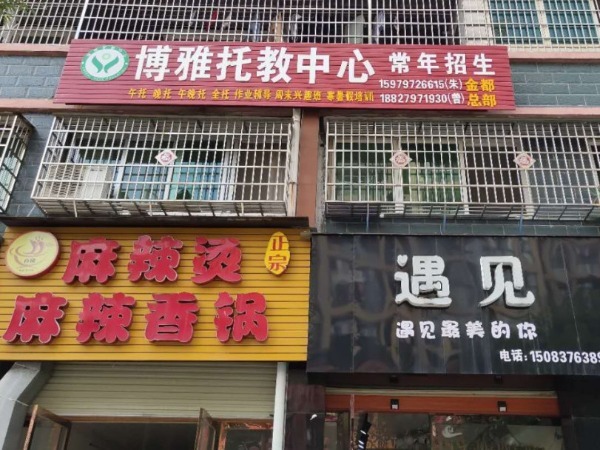 博雅托教中心 常年招生
15979726615(朱)金都
午托 晚托 午晚托 全托 作业辅导 周末兴趣班 寒暑假培训 18827971930(曹)总部
麻辣烫
正宗
麻辣香锅
遇见
遇见最美的你
电话:1508376389